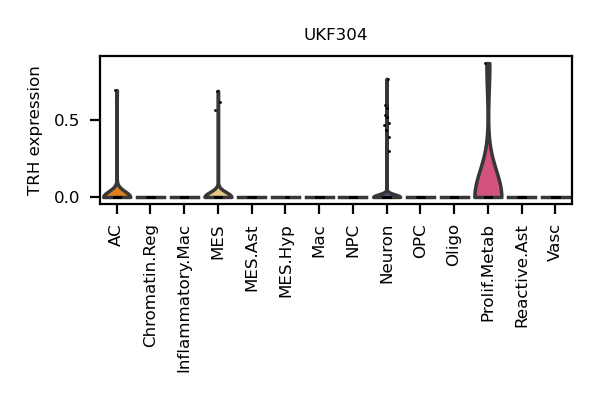 UKF304
TRH expression
0.5
0.0
AC
Chromatin.Reg
Inflammatory.Mac
MES
MES.Ast
MES.Hyp
Mac
NPC
Neuron
OPC
Oligo
Prolif.Metab
Reactive.Ast
Vasc